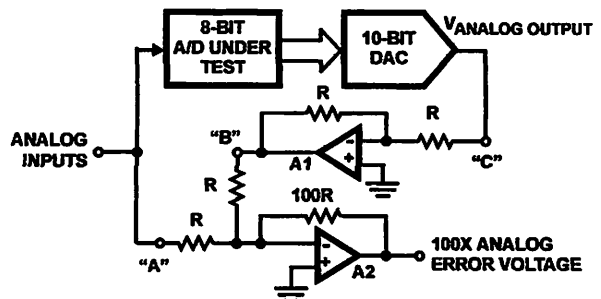 8-BIT
A/D UNDER
TEST
10-BIT
DAC
VANALOG OUTPUT
R
R
ANALOG
INPUTS
"B"
A1
-
+
"C"
R
100R
R
"A"
-
+
A2
100X ANALOG
ERROR VOLTAGE